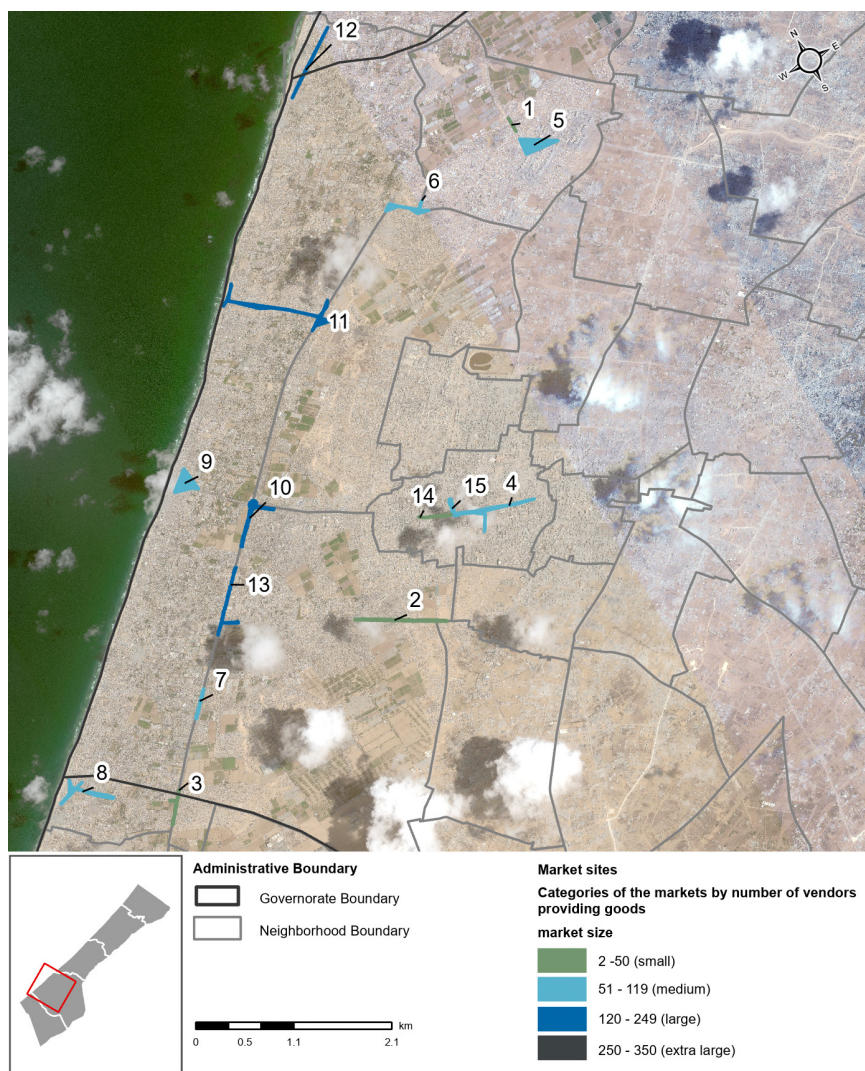 12
N
E
W
S
1
5
6
11
9
10
14
15
4
13
2
7
3
8
Administrative Boundary
Governorate Boundary
Neighborhood Boundary
km
0
0.5
1.1
2.1
Market sites
Categories of the markets by number of vendors
providing goods
market size
2 -50 (small)
51 - 119 (medium)
120 - 249 (large)
250 - 350 (extra large)